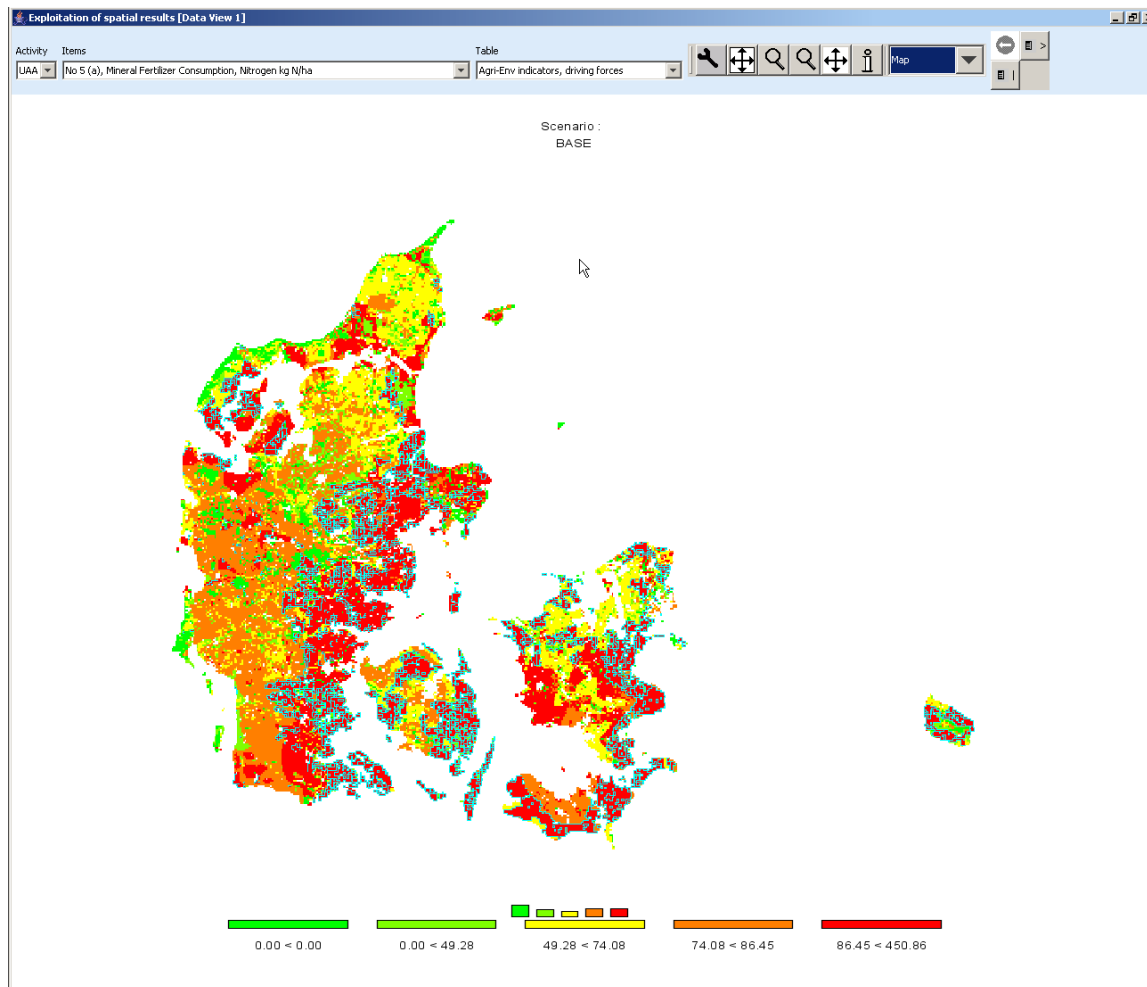 Exploitation of spatial results [Data View 1]
Activity Items Table
UAA No 5 (a), Mineral Fertilizer Consumption, Nitrogen kg N/ha Agri-Env indicators, driving forces Map
Scenario :
BASE
0.00 < 0.00 0.00 < 49.28 49.28 < 74.08 74.08 < 86.45 86.45 < 450.86